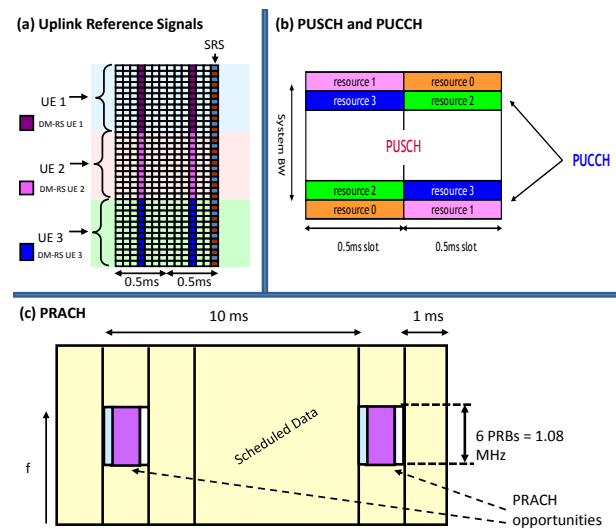 (a) Uplink Reference Signals
SRS
UE 1
DM-RS UE 1
UE 2
DM-RS UE 2
UE 3
DM-RS UE 3
0.5ms
0.5ms
(b) PUSCH and PUCCH
System BW
resource 1
resource 0
resource 3
resource 2
PUSCH
PUCCH
resource 2
resource 3
resource 0
resource 1
0.5ms slot
0.5ms slot
(c) PRACH
10 ms
1 ms
f
Scheduled Data
6 PRBs = 1.08
MHz
PRACH
opportunities